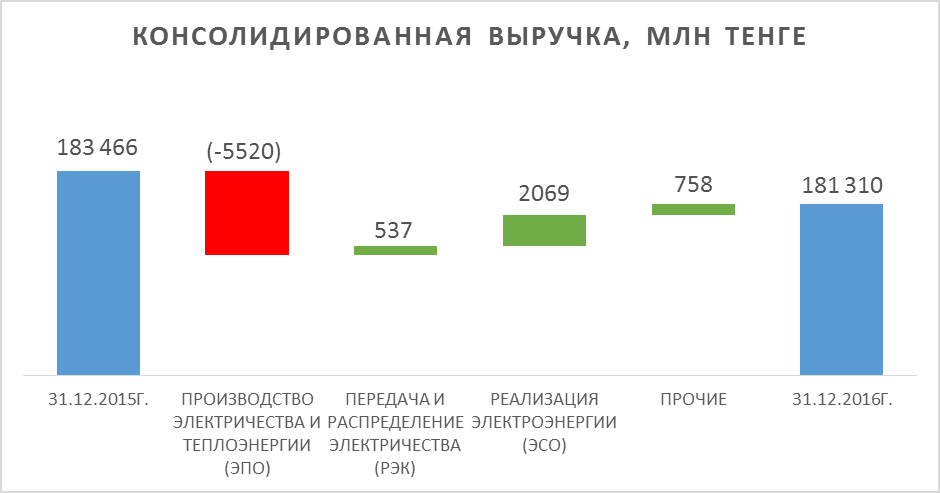 КОНСОЛИДИРОВАННАЯ ВЫРУЧКА, МЛН ТЕНГЕ
183 466
(-5520)
537
2069
758
181 310
31.12.2015Г.
ПРОИЗВОДСТВО
ЭЛЕКТРИЧЕСТВА И
ТЕПЛОЭНЕРГИИ
(ЭПО)
ПЕРЕДАЧА И
РАСПРЕДЕЛЕНИЕ
ЭЛЕКТРИЧЕСТВА
(РЭК)
РЕАЛИЗАЦИЯ
ЭЛЕКТРОЭНЕРГИИ
(ЭСО)
ПРОЧИЕ
31.12.2016Г.